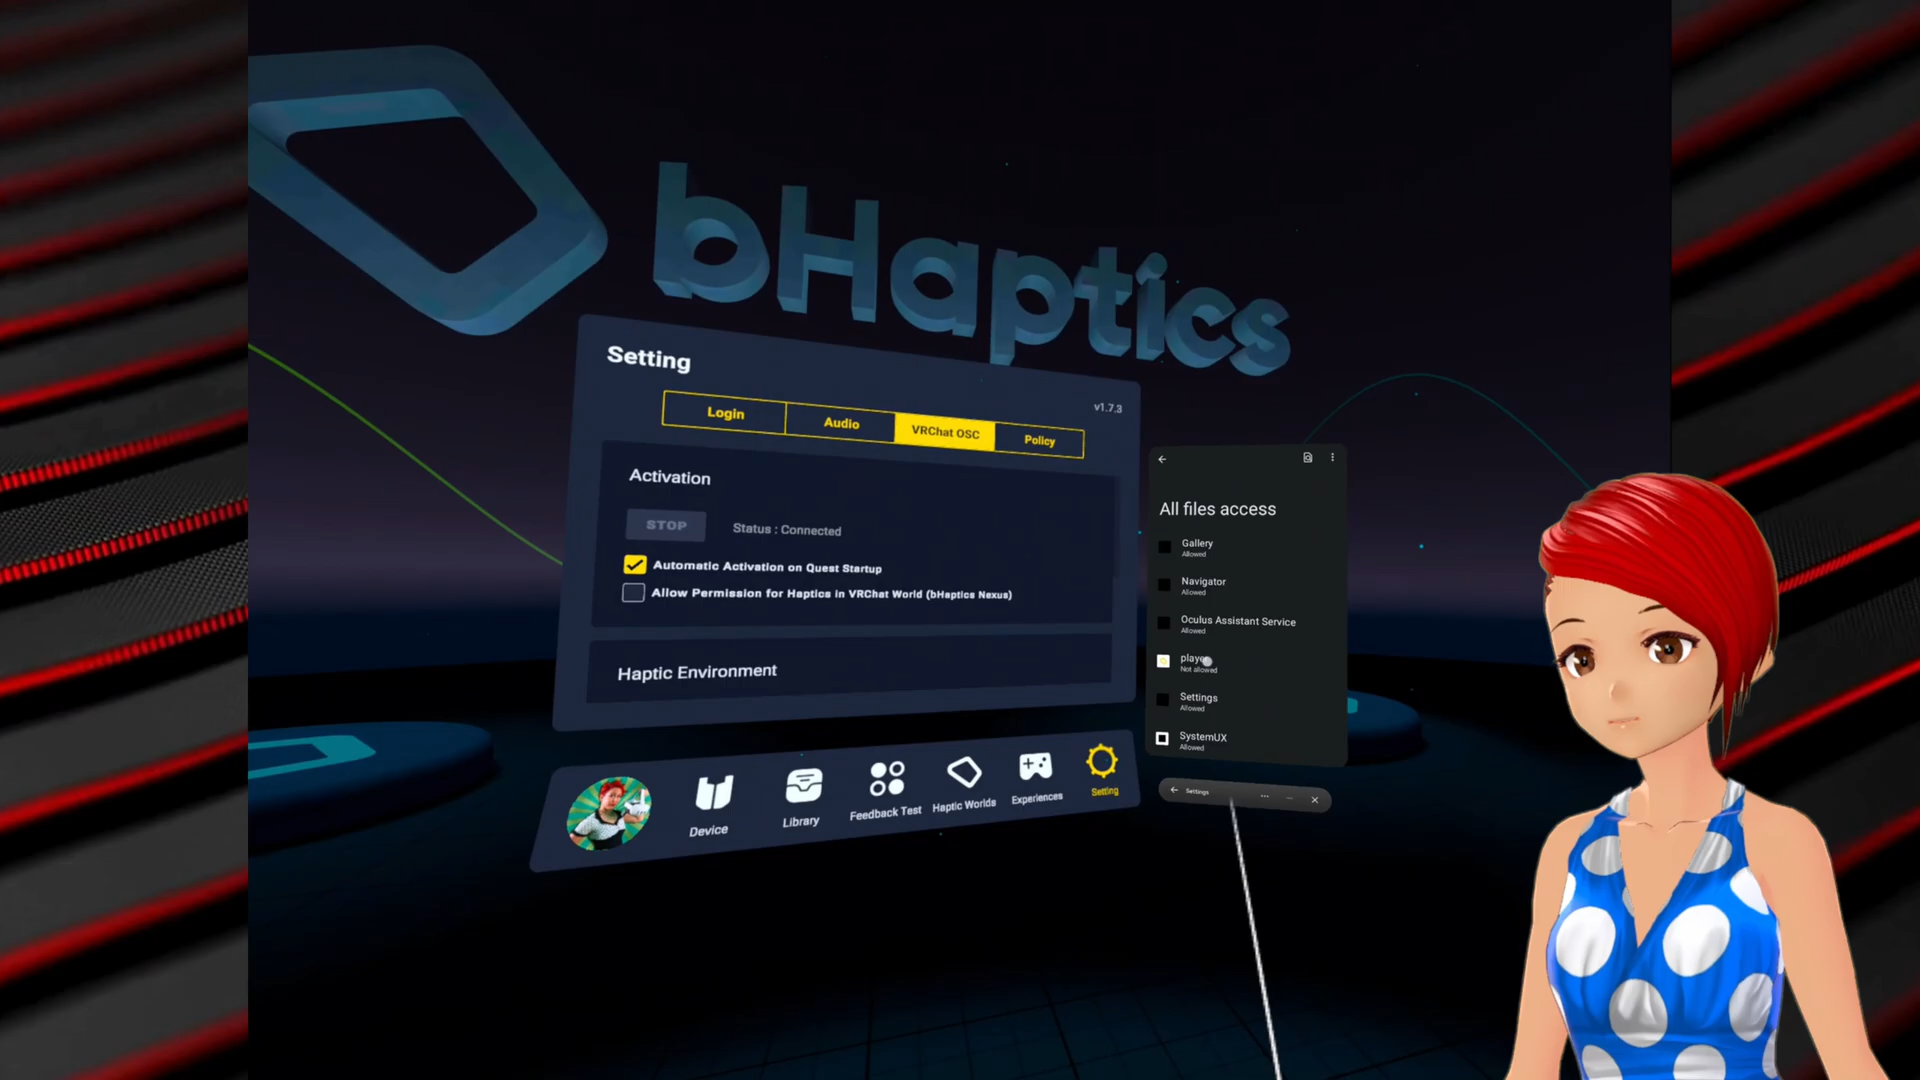 bHaptics
Setting
v1.7.3
Login
Audio
VRChat OSC
Policy
Activation
STOP
Status : Connected
Automatic Activation on Quest Startup
Allow Permission for Haptics in VRChat World (bHaptics Nexus)
Haptic Environment
Device
Library
Feedback Test
Haptic Worlds
Experiences
Setting
All files access
Gallery
Allowed
Navigator
Allowed
Oculus Assistant Service
Allowed
player
Not allowed
Settings
Allowed
SystemUX
Allowed
Settings